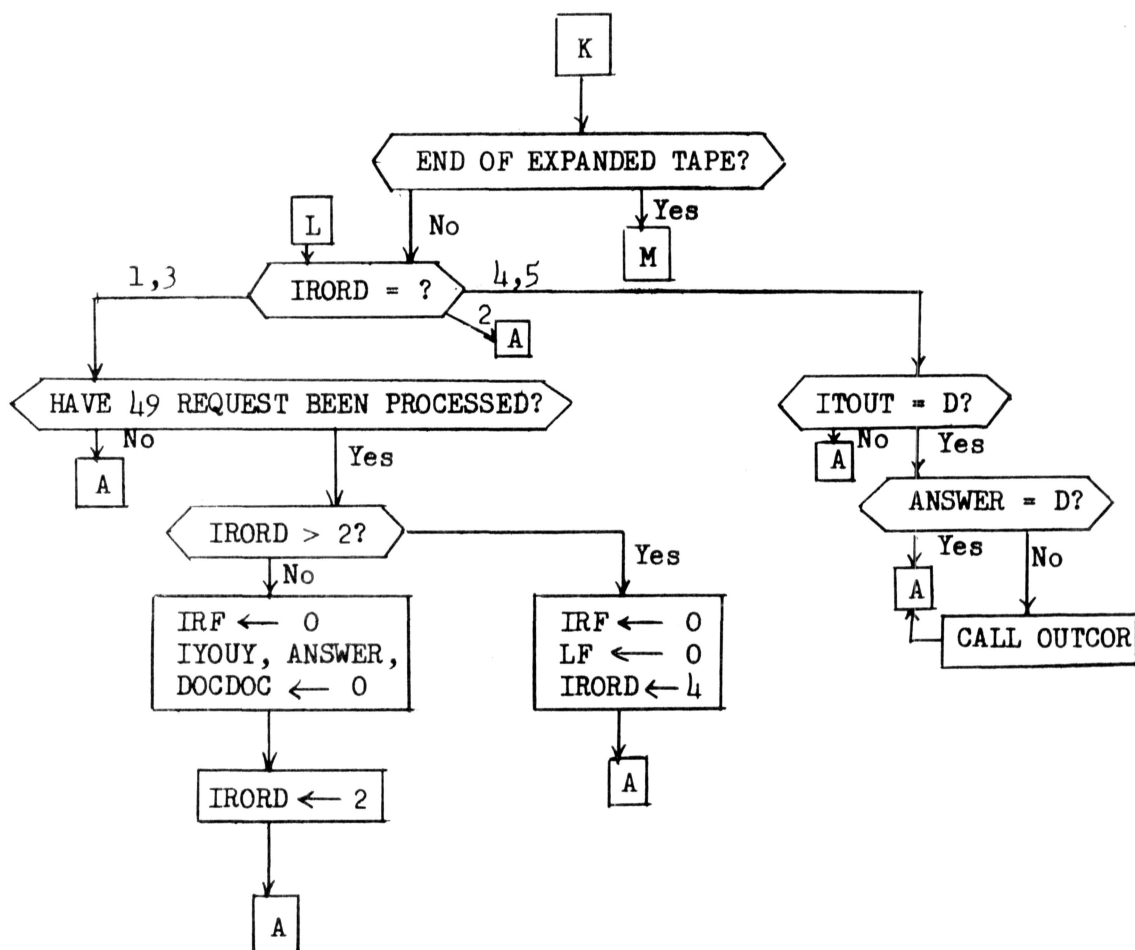 K
END OF EXPANDED TAPE?
No
Yes
L
M
1,3
IRORD = ?
4,5
2
A
HAVE 49 REQUEST BEEN PROCESSED?
ITOUT = D?
No
Yes
A
No
Yes
A
ANSWER = D?
IRORD > 2?
Yes
No
No
Yes
A
IRF ← 0
IYOUY, ANSWER,
DOCDOC ← 0
IRF ← 0
LF ← 0
IRORD ← 4
CALL OUTCOR
IRORD ← 2
A
A